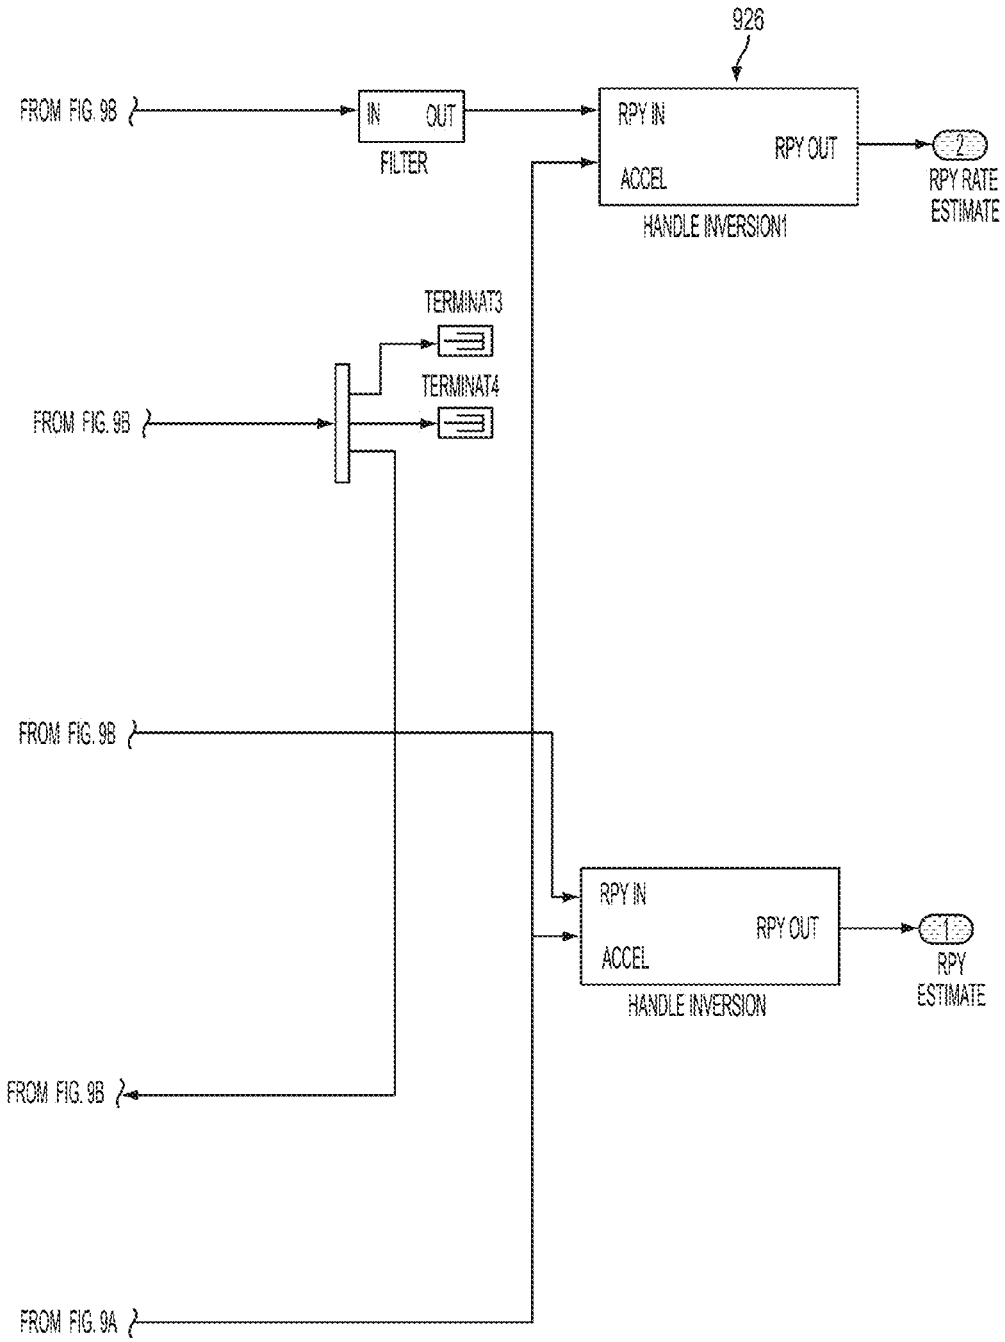 926
FROM FIG. 9B
IN OUT
FILTER
RPY IN
RPY OUT
ACCEL
HANDLE INVERSION1
2
RPY RATE
ESTIMATE
TERMINAT3
TERMINAT4
FROM FIG. 9B
FROM FIG. 9B
RPY IN
RPY OUT
ACCEL
HANDLE INVERSION
1
RPY
ESTIMATE
FROM FIG. 9B
FROM FIG. 9A